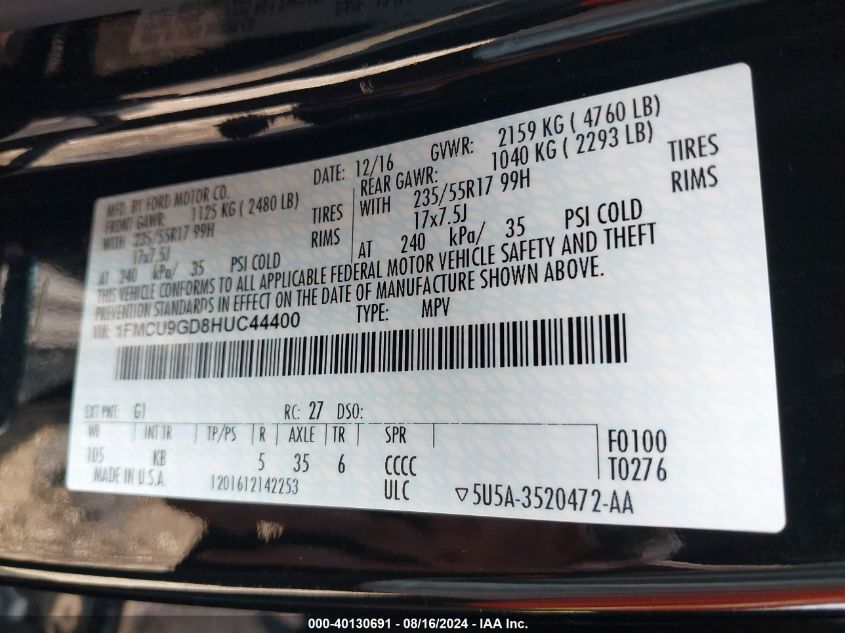 MFD. BY FORD MOTOR CO.
DATE: 12/16 GVWR: 2159 KG ( 4760 LB)
FRONT GAWR: 1125 KG ( 2480 LB) REAR GAWR: 1040 KG ( 2293 LB)
WITH 235/55R17 99H TIRES WITH 235/55R17 99H TIRES
17x7.5J RIMS 17x7.5J RIMS
AT 240 kPa/ 35 PSI COLD AT 240 kPa/ 35 PSI COLD
THIS VEHICLE CONFORMS TO ALL APPLICABLE FEDERAL MOTOR VEHICLE SAFETY AND THEFT
PREVENTION STANDARDS IN EFFECT ON THE DATE OF MANUFACTURE SHOWN ABOVE.
VIN: 1FMCU9GD8HUC44400 TYPE: MPV
EXT PNT: G1 RC: 27 DSO:
WB INT TR TP/PS R AXLE TR SPR F0100
105 KB 5 35 6 CCCC T0276
MADE IN U.S.A. 1201612142253 ULC ▽5U5A-3520472-AA
000-40130691 - 08/16/2024 - IAA Inc.